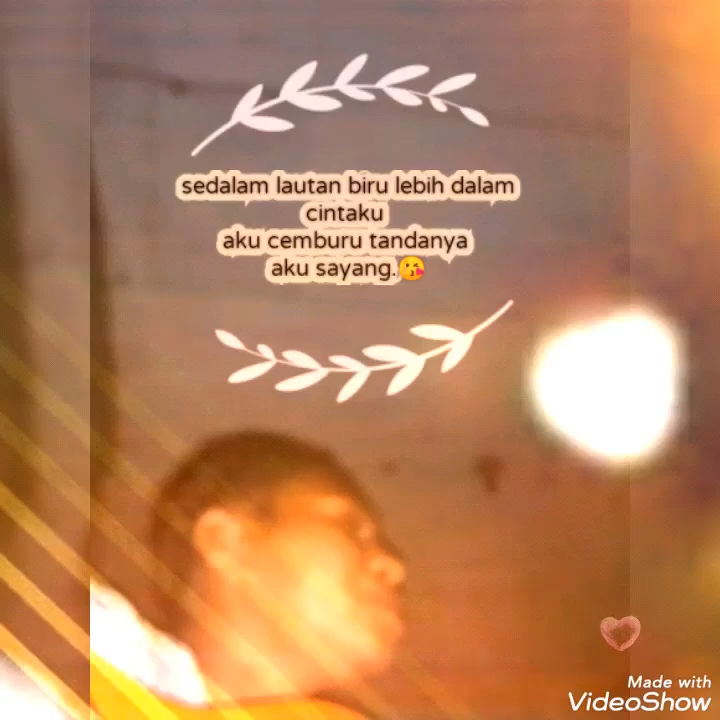 sedalam lautan biru lebih dalam
cintaku
aku cemburu tandanya
aku sayang.😘
Made with
VideoShow